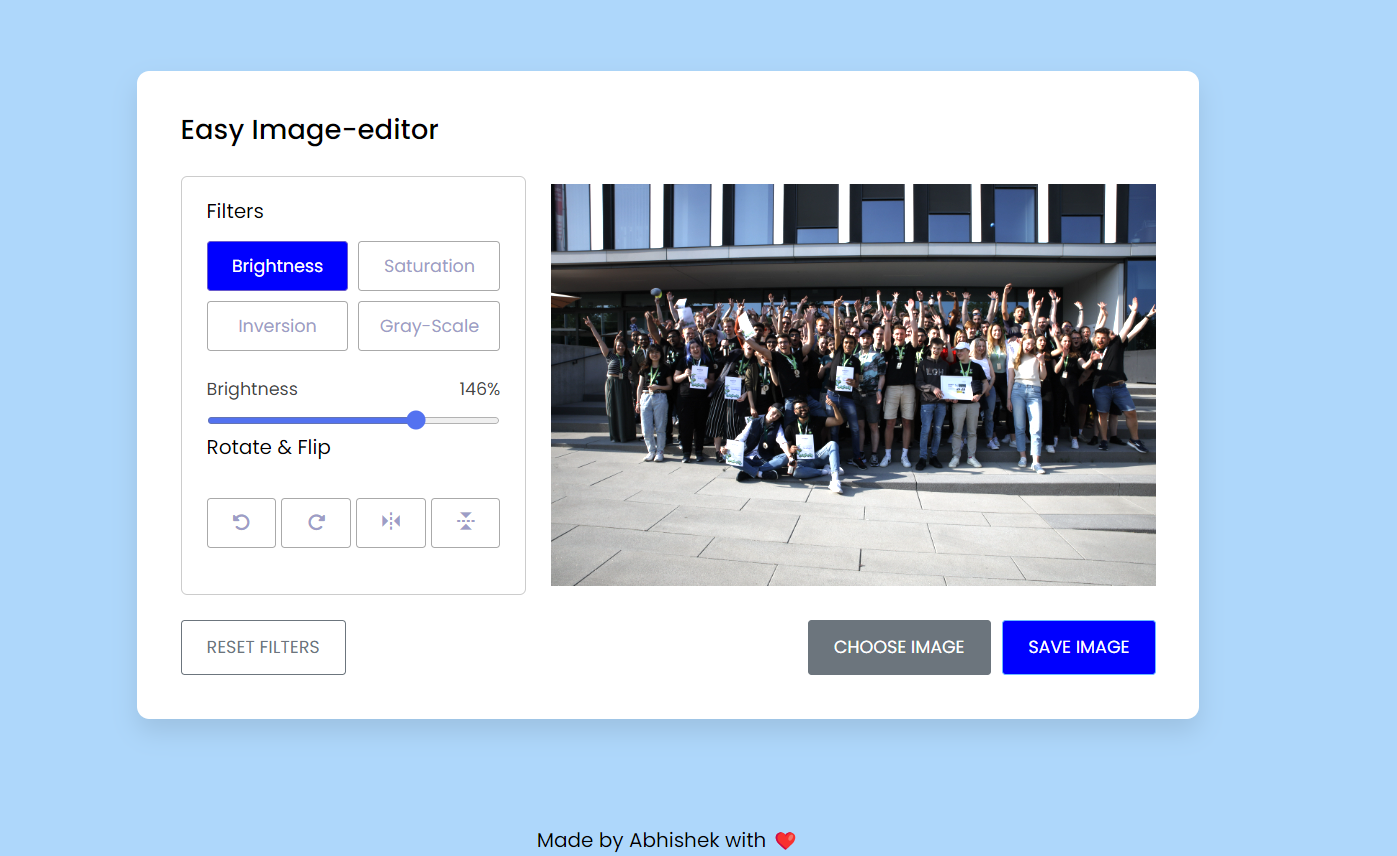 Easy Image-editor
Filters
Brightness
Saturation
Inversion
Gray-Scale
Brightness 146%
Rotate & Flip
RESET FILTERS
CHOOSE IMAGE
SAVE IMAGE
Made by Abhishek with ❤️